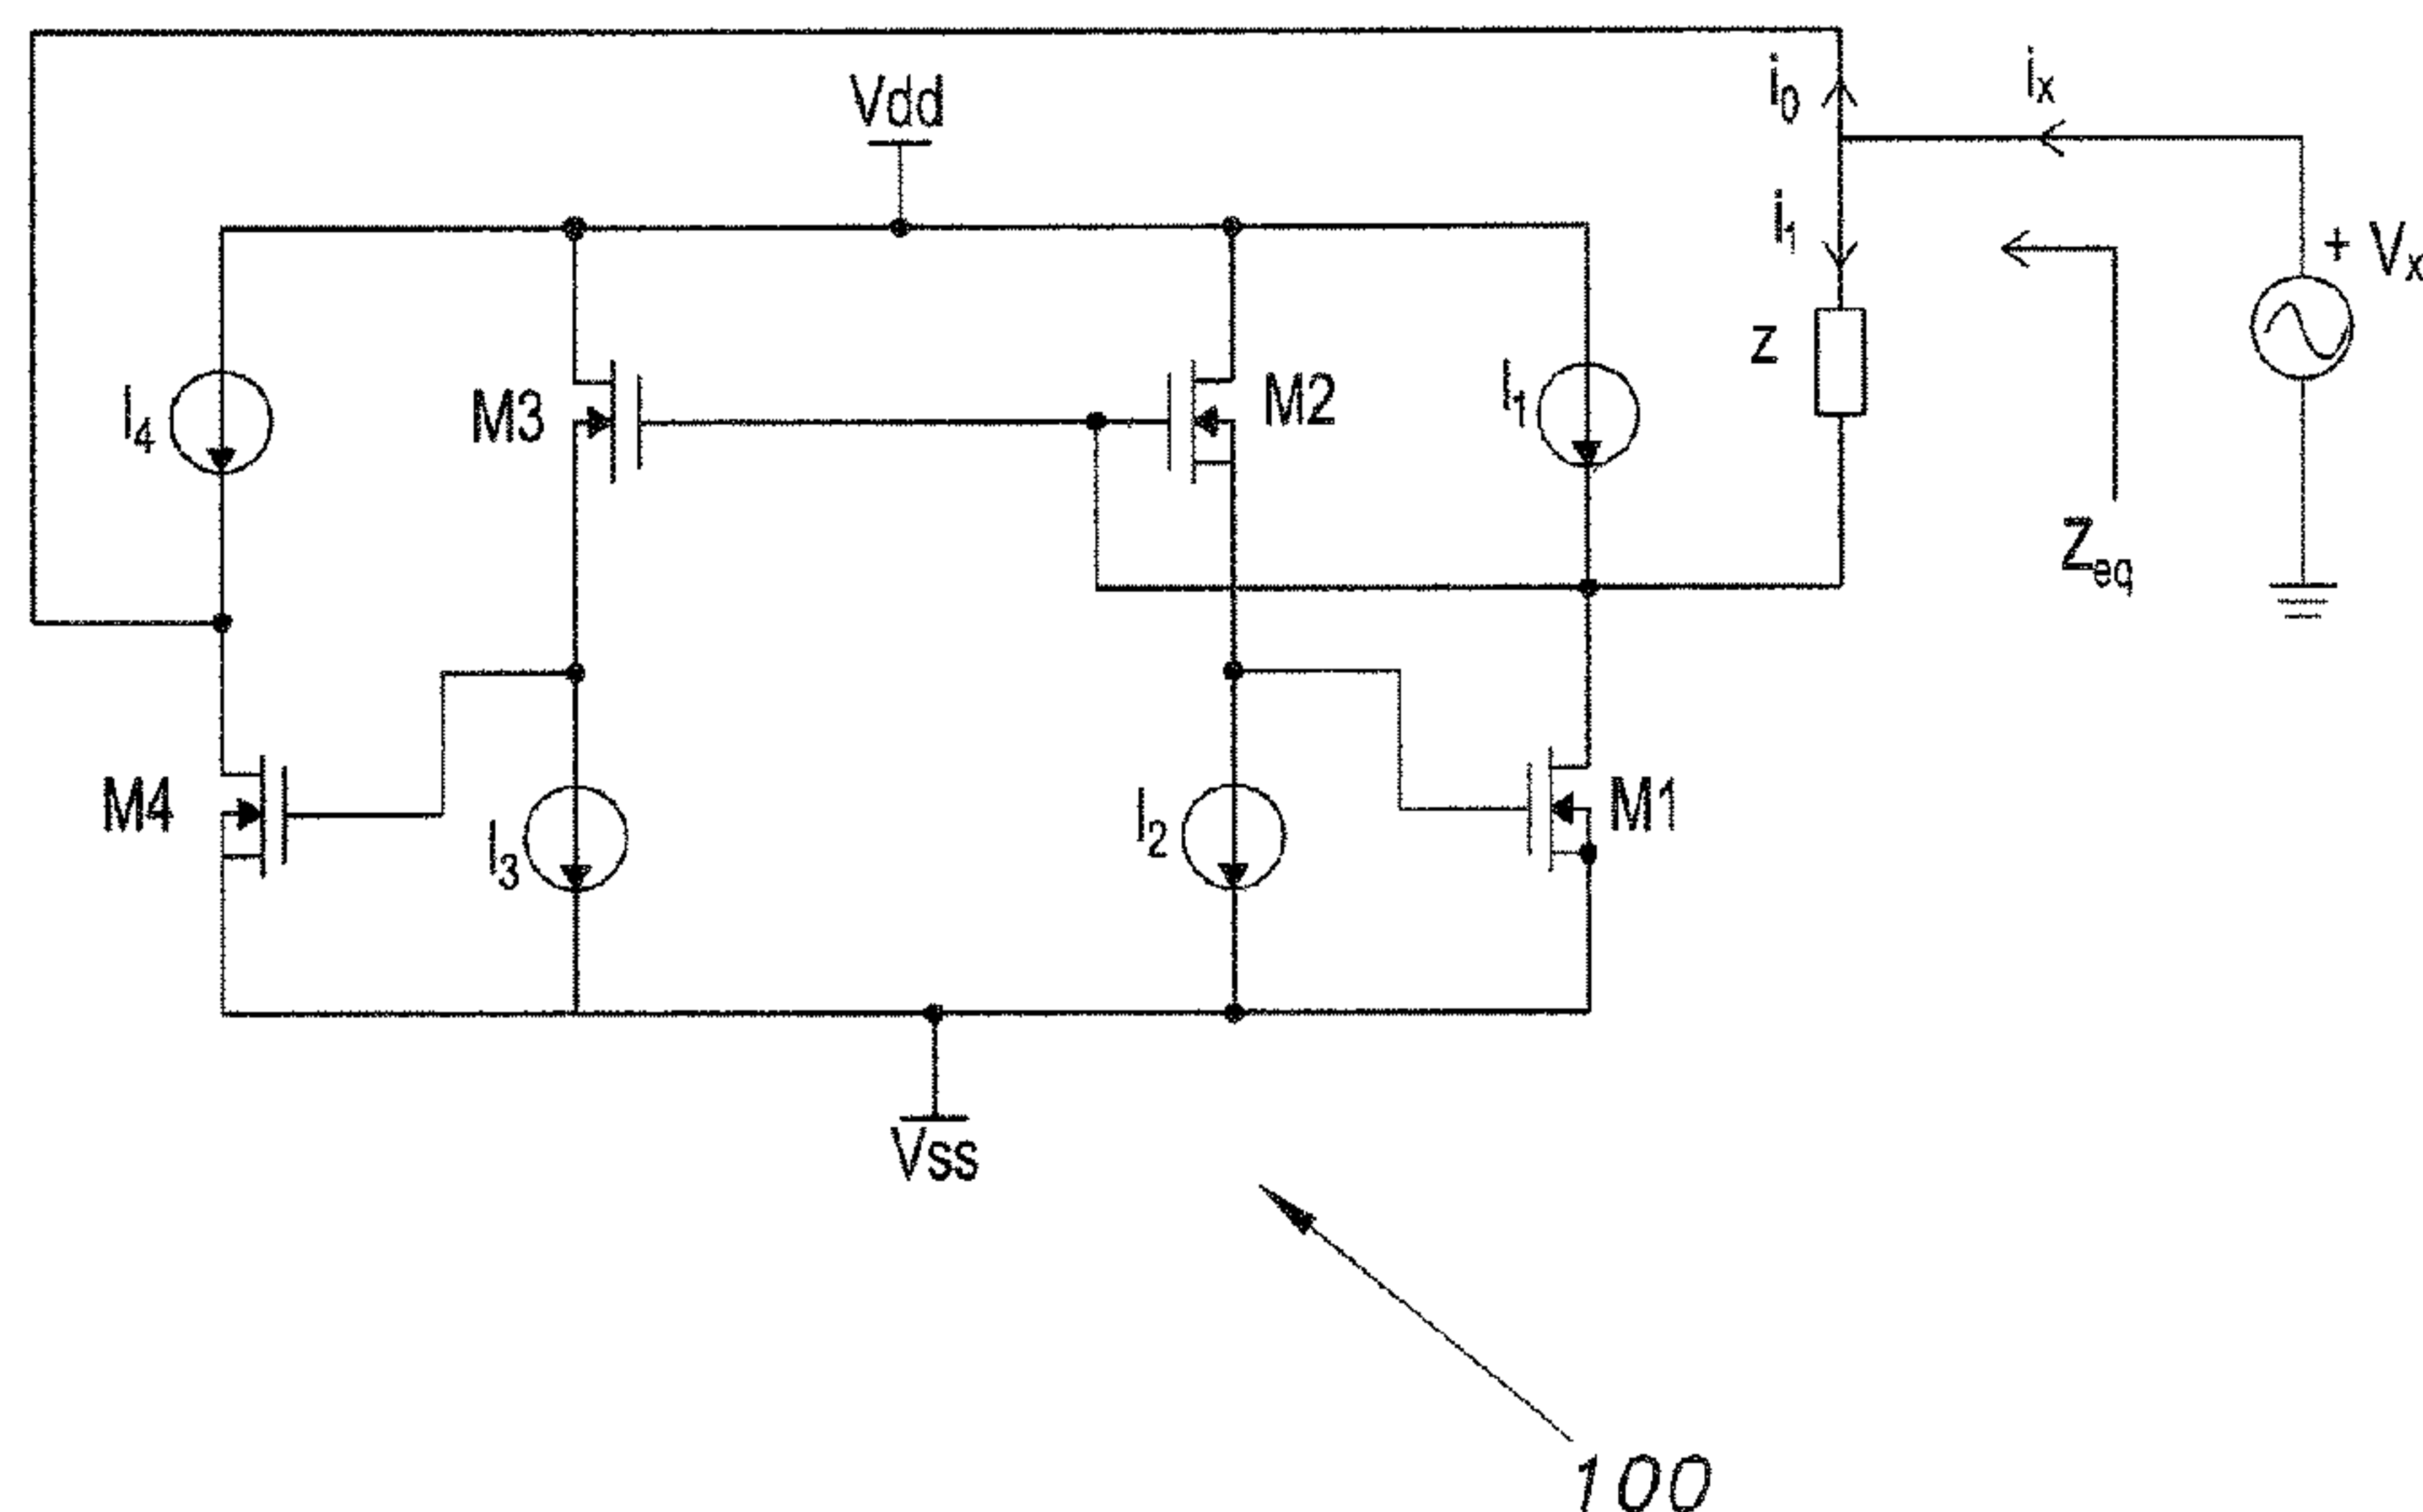 i₀
iₓ
Vdd
i₁
+ Vₓ
z
M3
M2
I₁
I₄
Zeq
M4
I₃
I₂
M1
Vss
100